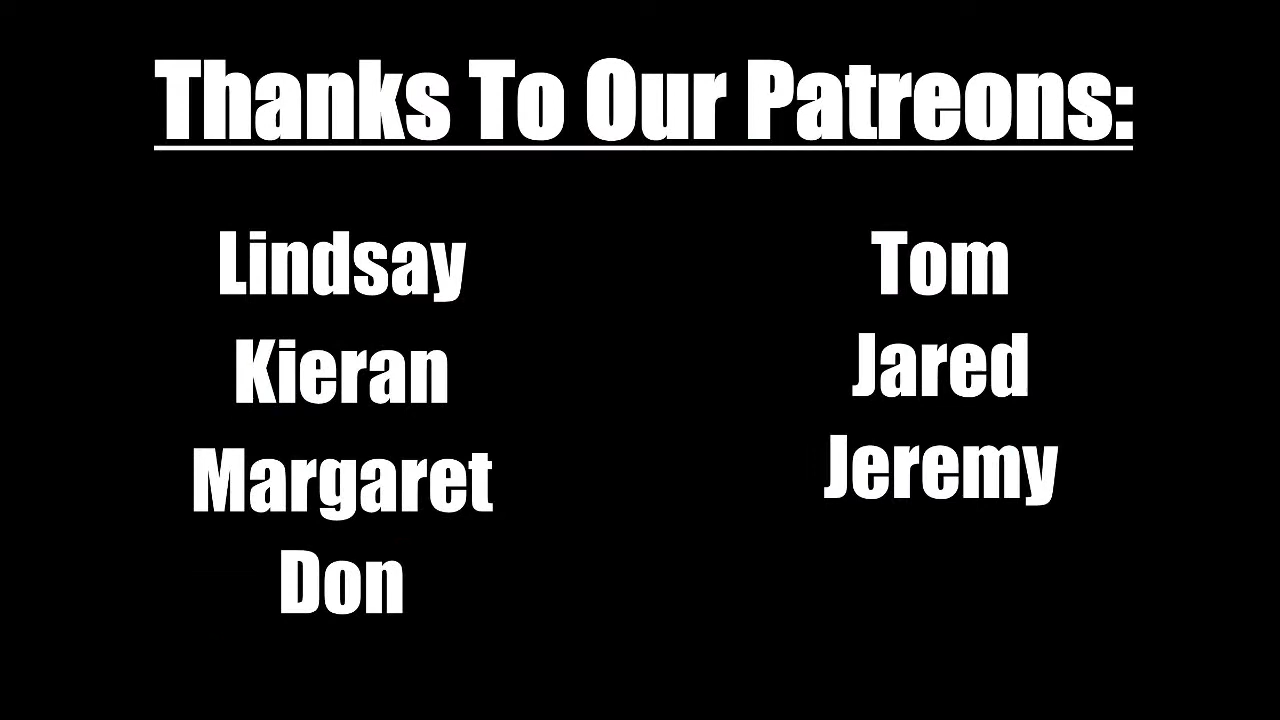 Thanks To Our Patreons:
Lindsay
Kieran
Margaret
Don
Tom
Jared
Jeremy